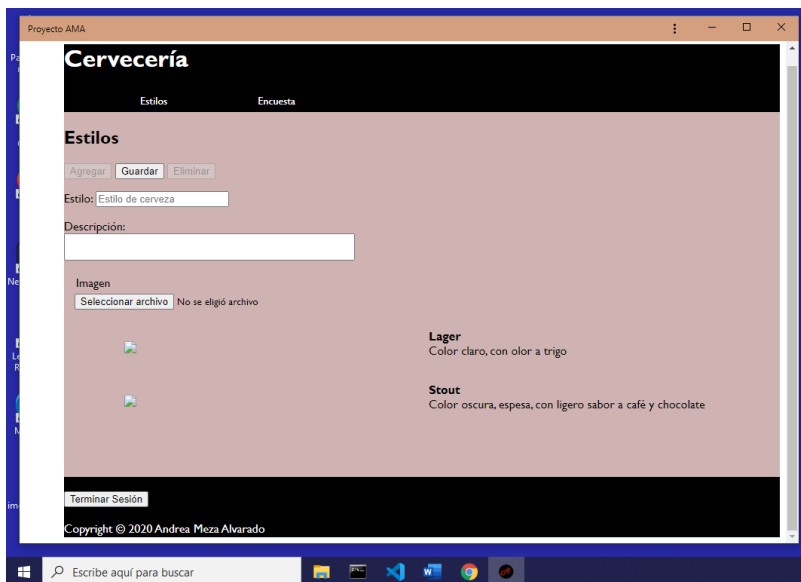 Proyecto AMA
Cervecería
Estilos Encuesta
Estilos
Agregar Guardar Eliminar
Estilo: Estilo de cerveza
Descripción:
Imagen
Seleccionar archivo No se eligió archivo
Lager
Color claro, con olor a trigo
Stout
Color oscura, espesa, con ligero sabor a café y chocolate
Terminar Sesión
Copyright © 2020 Andrea Meza Alvarado
Escribe aquí para buscar